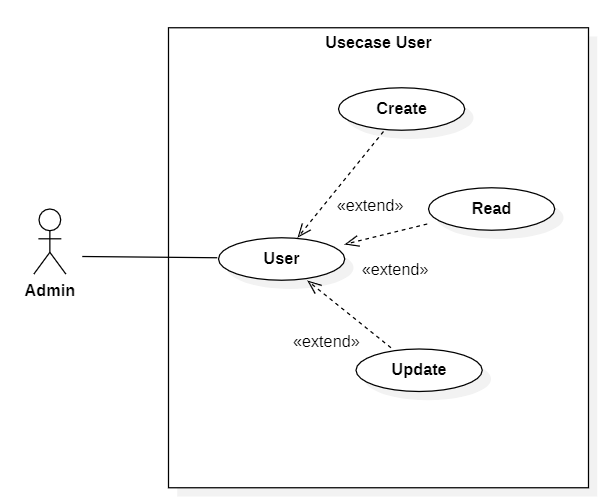 Usecase User
Create
«extend»
Read
User
«extend»
Admin
«extend»
Update